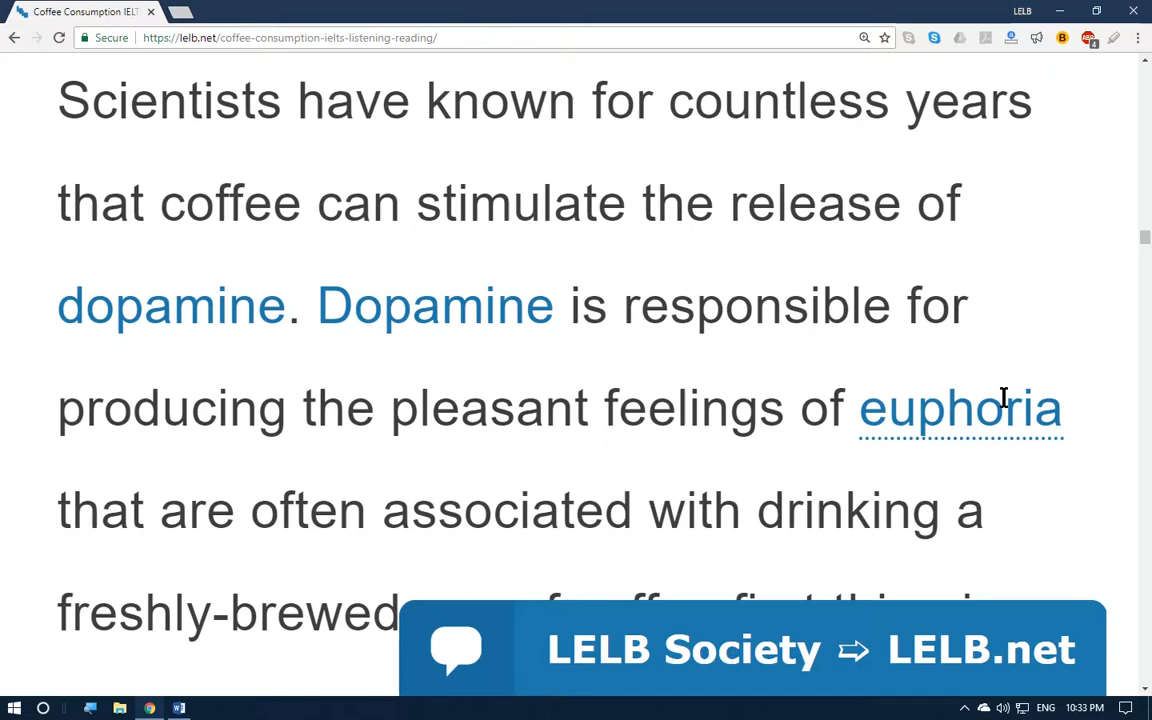 Coffee Consumption IELT
LELB
Secure
https://lelb.net/coffee-consumption-ielts-listening-reading/
4
Scientists have known for countless years
that coffee can stimulate the release of
dopamine. Dopamine is responsible for
producing the pleasant feelings of euphoria
that are often associated with drinking a
freshly-brewed
LELB Society ➯ LELB.net
ENG
10:33 PM